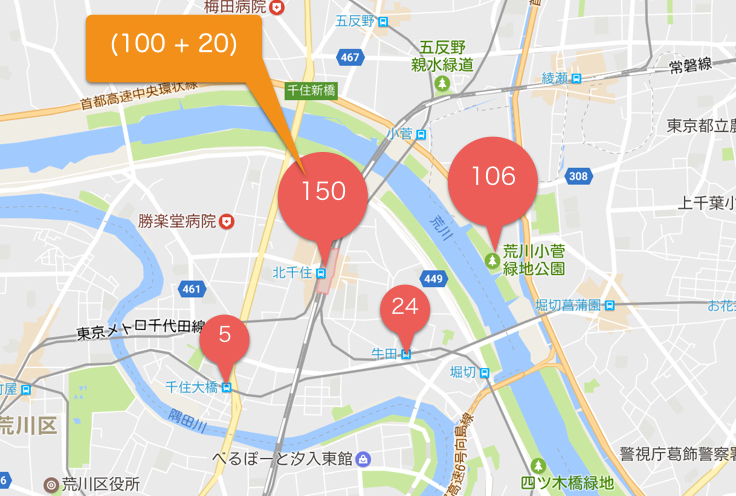 梅田病院
五反野
(100 + 20)
467
五反野
親水緑道
綾瀬
常磐線
首都高速中央環状線
千住新橋
小菅
東京都立
150
106
308
上千葉小
勝楽堂病院
荒川
荒川小菅
緑地公園
北千住
449
461
24
堀切菖蒲園
お花
東京メトロ千代田線
5
牛田
堀切
千住大橋
町屋
隅田川
荒川区
高速6号向島線
べるぽーと汐入東館
警視庁葛飾警察署
6
荒川区役所
四ツ木橋緑地